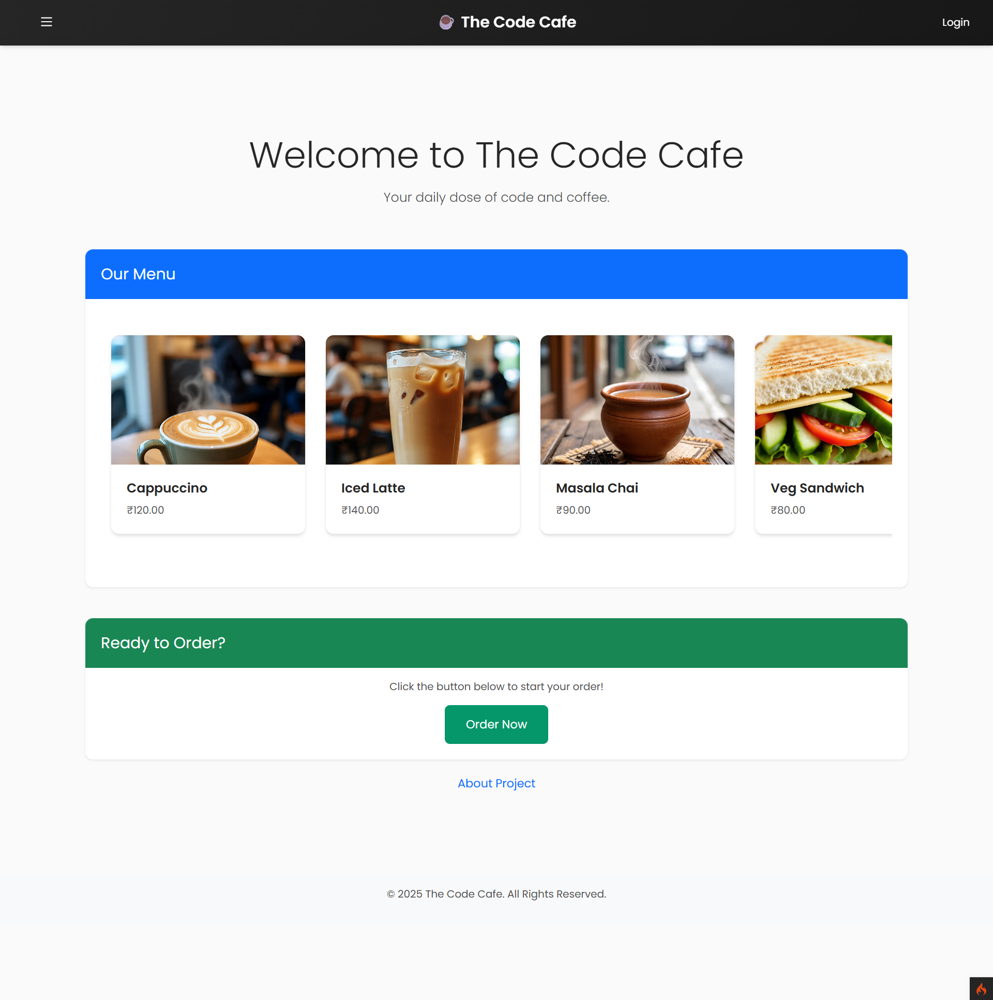 The Code Cafe
Login
Welcome to The Code Cafe
Your daily dose of code and coffee.
Our Menu
Cappuccino
₹120.00
Iced Latte
₹140.00
Masala Chai
₹90.00
Veg Sandwich
₹80.00
Ready to Order?
Click the button below to start your order!
Order Now
About Project
© 2025 The Code Cafe. All Rights Reserved.